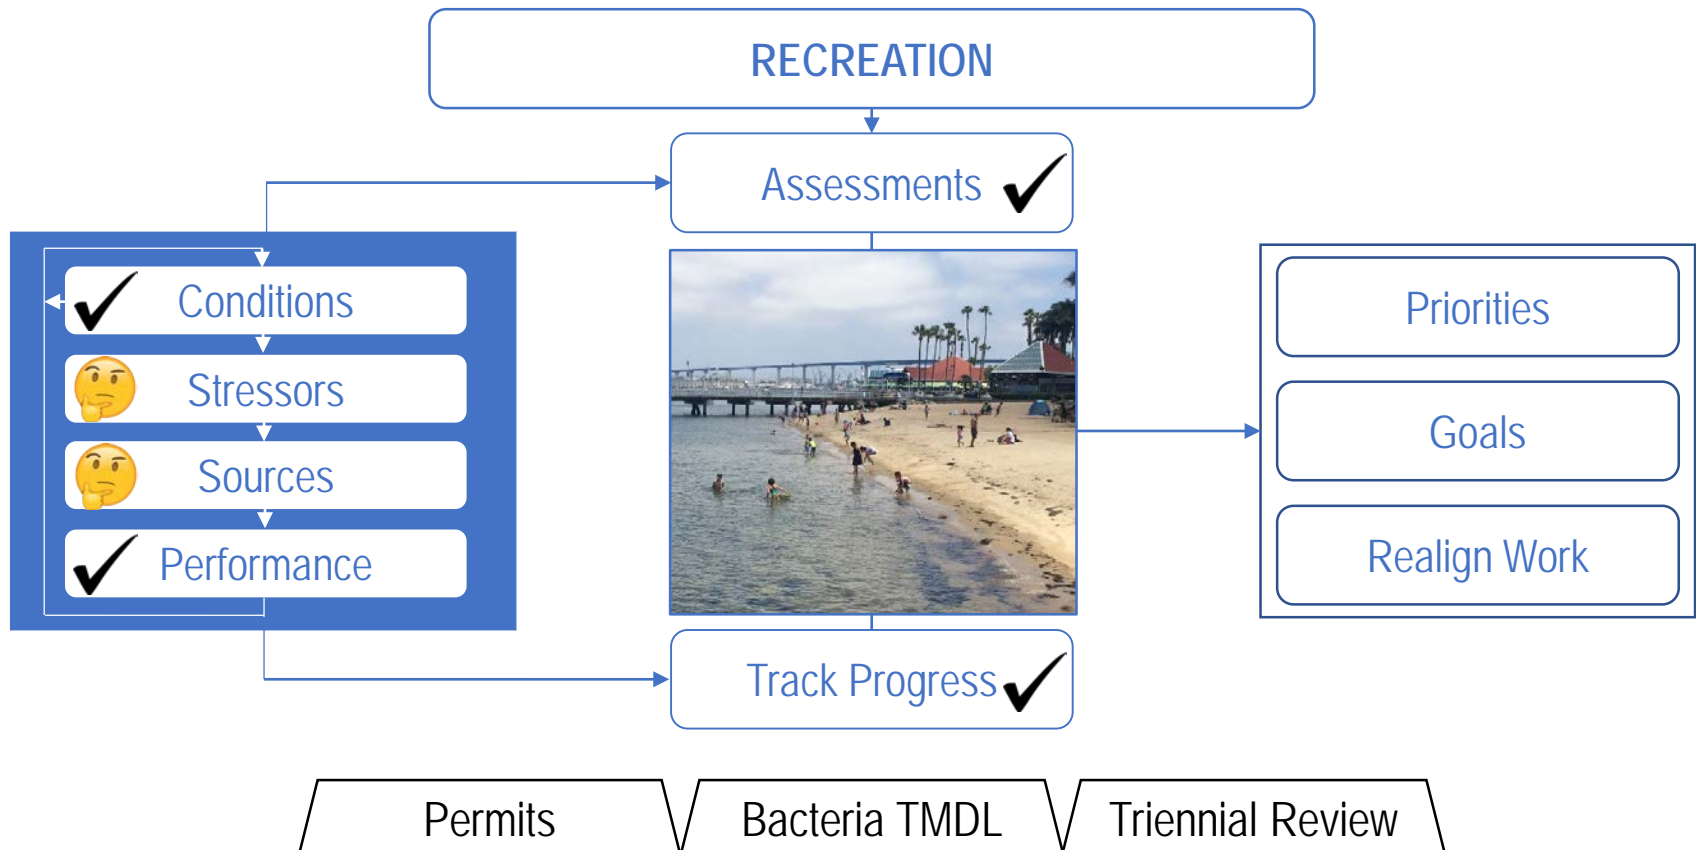 RECREATION
Assessments
Conditions
Stressors
Sources
Performance
Priorities
Goals
Realign Work
Track Progress
Permits
Bacteria TMDL
Triennial Review